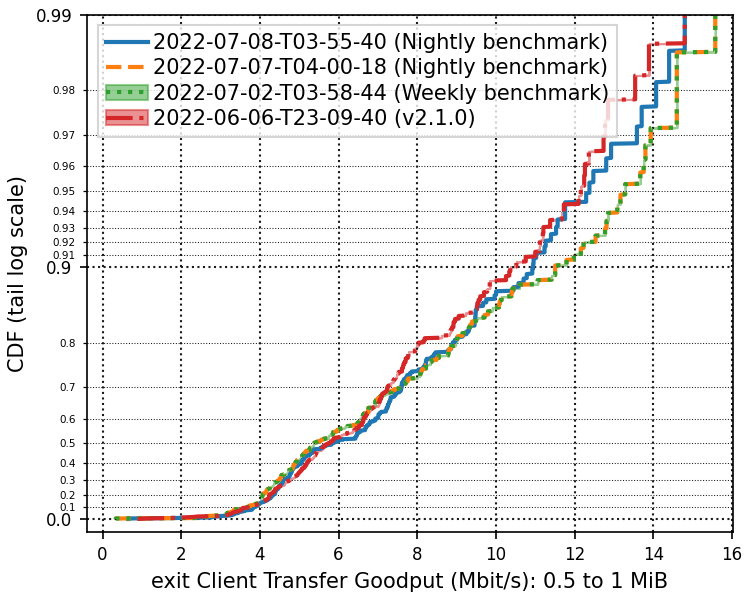 0.99
0.98
0.97
0.96
0.95
0.94
0.93
0.92
0.91
0.9
0.8
0.7
0.6
0.5
0.4
0.3
0.2
0.1
0.0
CDF (tail log scale)
2022-07-08-T03-55-40 (Nightly benchmark)
2022-07-07-T04-00-18 (Nightly benchmark)
2022-07-02-T03-58-44 (Weekly benchmark)
2022-06-06-T23-09-40 (v2.1.0)
0 2 4 6 8 10 12 14 16
exit Client Transfer Goodput (Mbit/s): 0.5 to 1 MiB